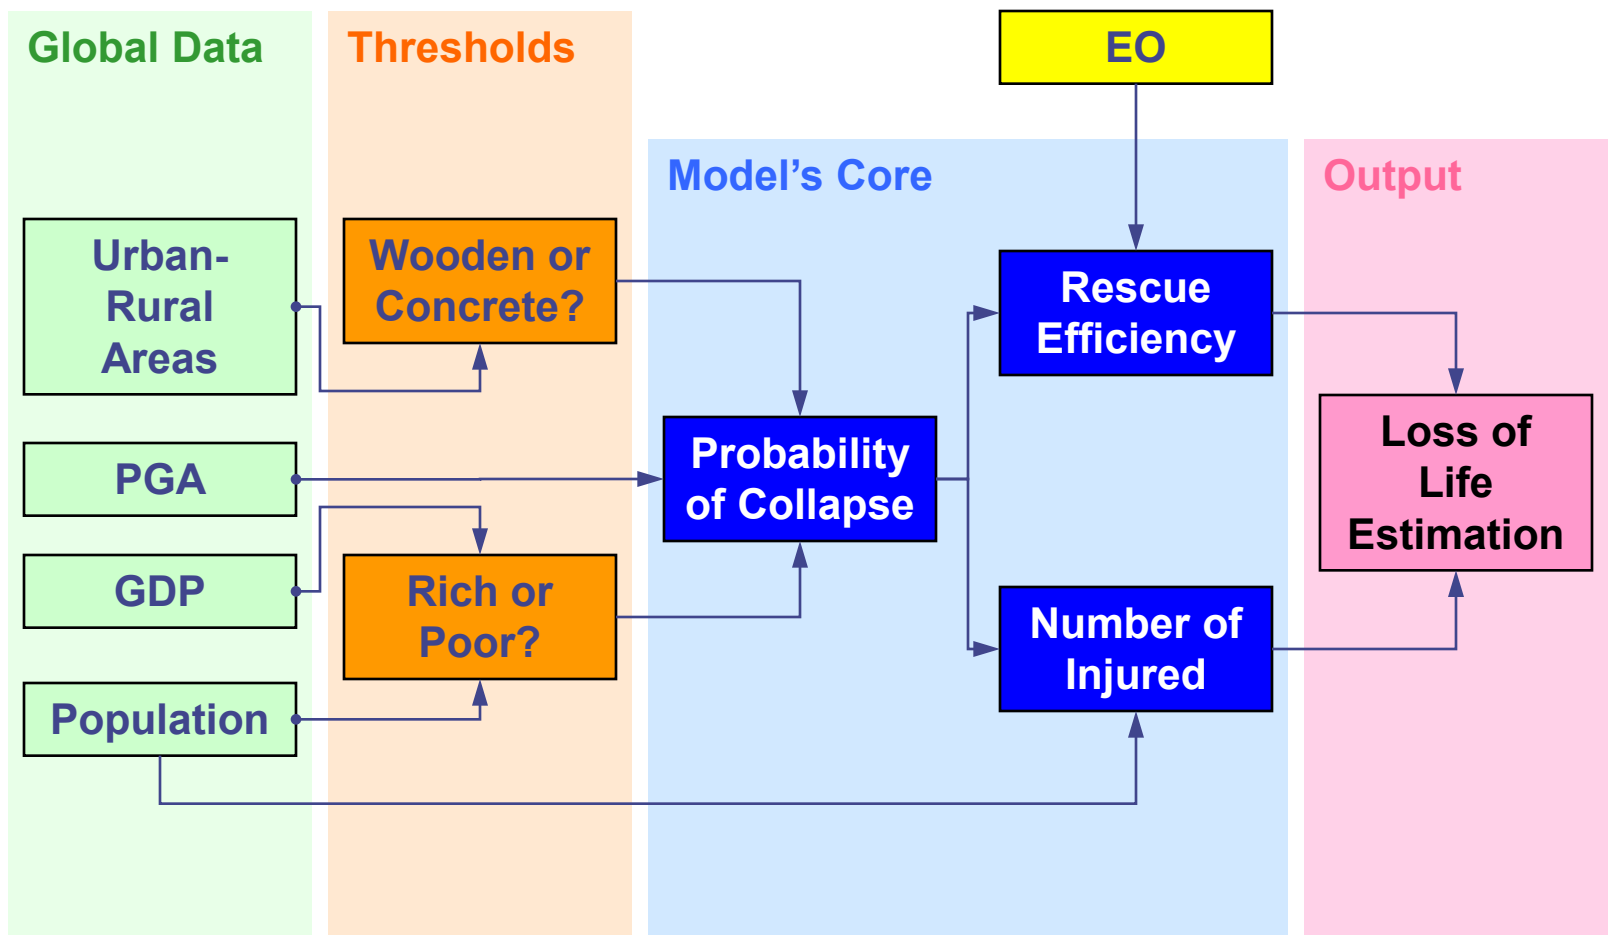 Global Data
Thresholds
EO
Model’s Core
Output
Urban-
Rural
Areas
Wooden or
Concrete?
Rescue
Efficiency
PGA
Probability
of Collapse
Loss of
Life
Estimation
GDP
Rich or
Poor?
Number of
Injured
Population